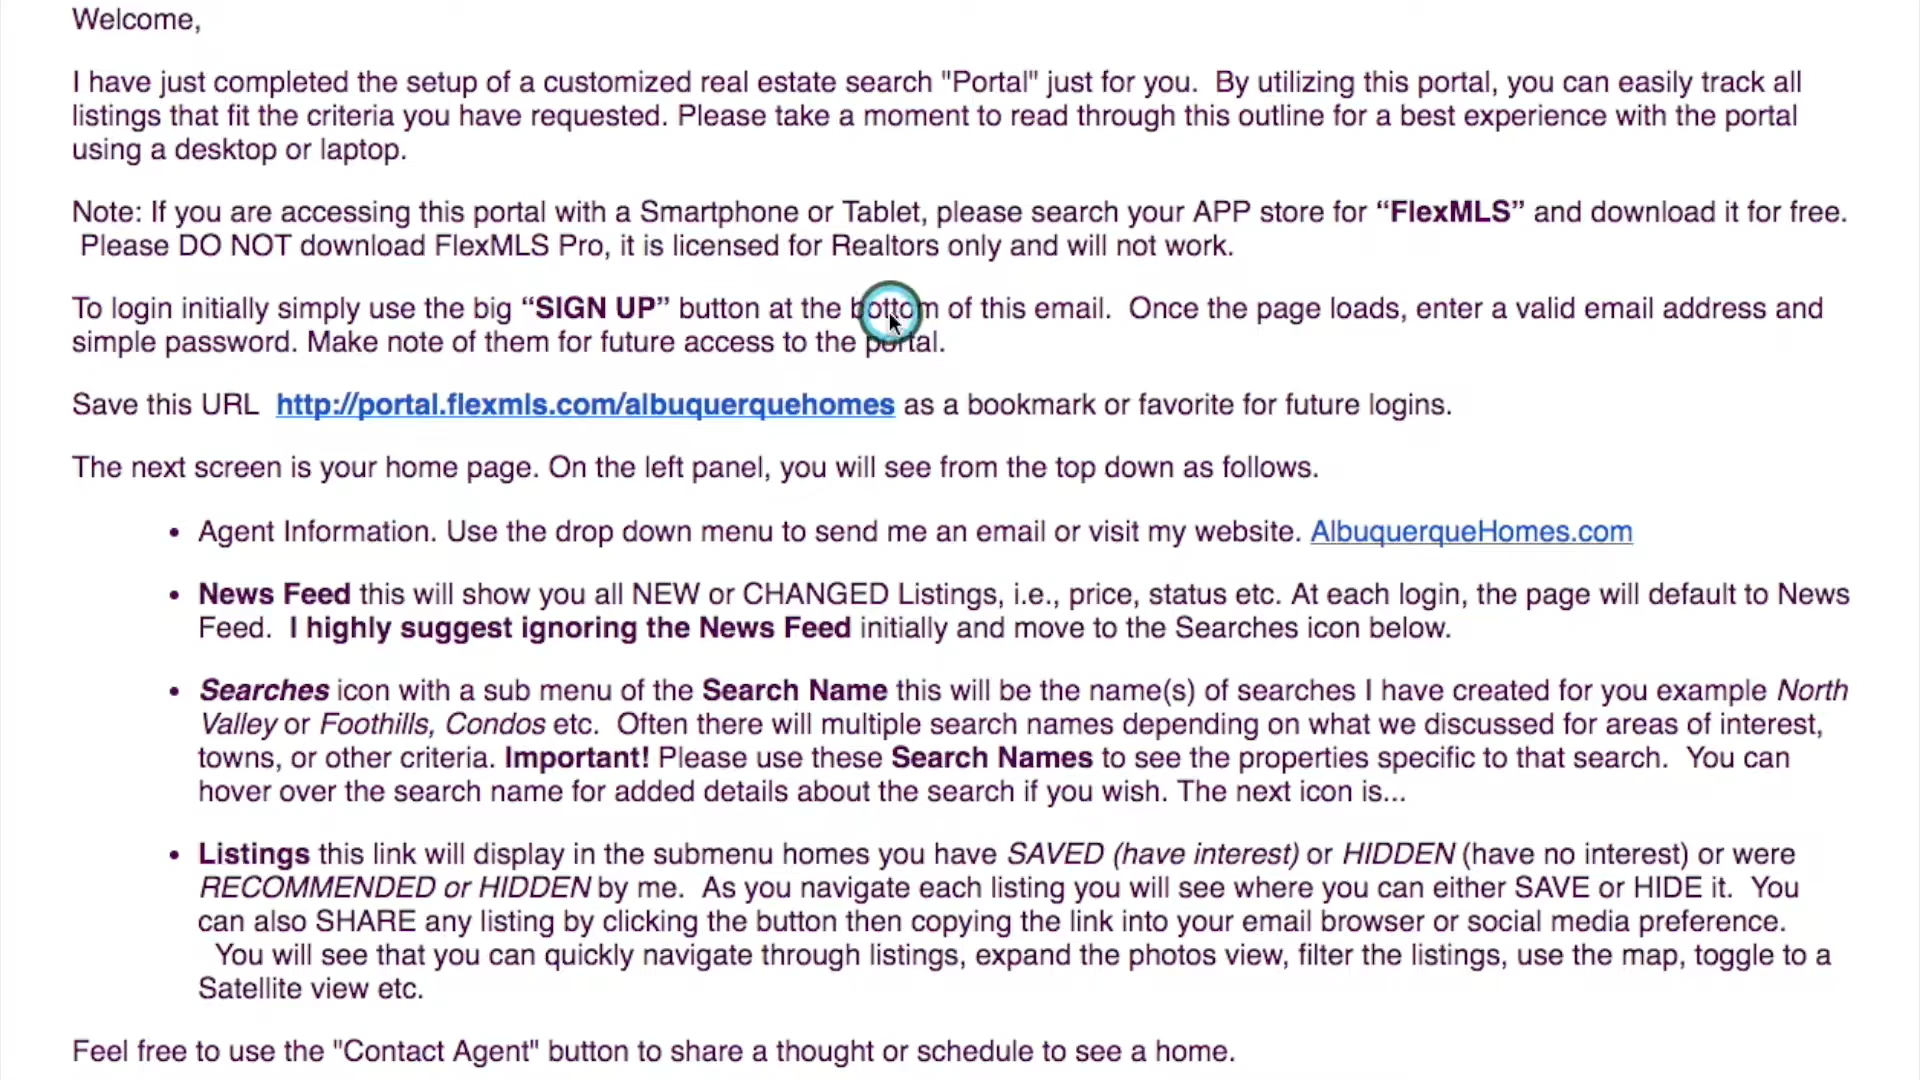 Welcome,
I have just completed the setup of a customized real estate search "Portal" just for you.  By utilizing this portal, you can easily track all
listings that fit the criteria you have requested. Please take a moment to read through this outline for a best experience with the portal
using a desktop or laptop.
Note: If you are accessing this portal with a Smartphone or Tablet, please search your APP store for “FlexMLS” and download it for free.
Please DO NOT download FlexMLS Pro, it is licensed for Realtors only and will not work.
To login initially simply use the big “SIGN UP” button at the bottom of this email.  Once the page loads, enter a valid email address and
simple password. Make note of them for future access to the portal.
Save this URL  http://portal.flexmls.com/albuquerquehomes as a bookmark or favorite for future logins.
The next screen is your home page. On the left panel, you will see from the top down as follows.
• Agent Information. Use the drop down menu to send me an email or visit my website. AlbuquerqueHomes.com
• News Feed this will show you all NEW or CHANGED Listings, i.e., price, status etc. At each login, the page will default to News
Feed.  I highly suggest ignoring the News Feed initially and move to the Searches icon below.
• Searches icon with a sub menu of the Search Name this will be the name(s) of searches I have created for you example North
Valley or Foothills, Condos etc.  Often there will multiple search names depending on what we discussed for areas of interest,
towns, or other criteria. Important! Please use these Search Names to see the properties specific to that search.  You can
hover over the search name for added details about the search if you wish. The next icon is...
• Listings this link will display in the submenu homes you have SAVED (have interest) or HIDDEN (have no interest) or were
RECOMMENDED or HIDDEN by me.  As you navigate each listing you will see where you can either SAVE or HIDE it.  You
can also SHARE any listing by clicking the button then copying the link into your email browser or social media preference.
You will see that you can quickly navigate through listings, expand the photos view, filter the listings, use the map, toggle to a
Satellite view etc.
Feel free to use the "Contact Agent" button to share a thought or schedule to see a home.